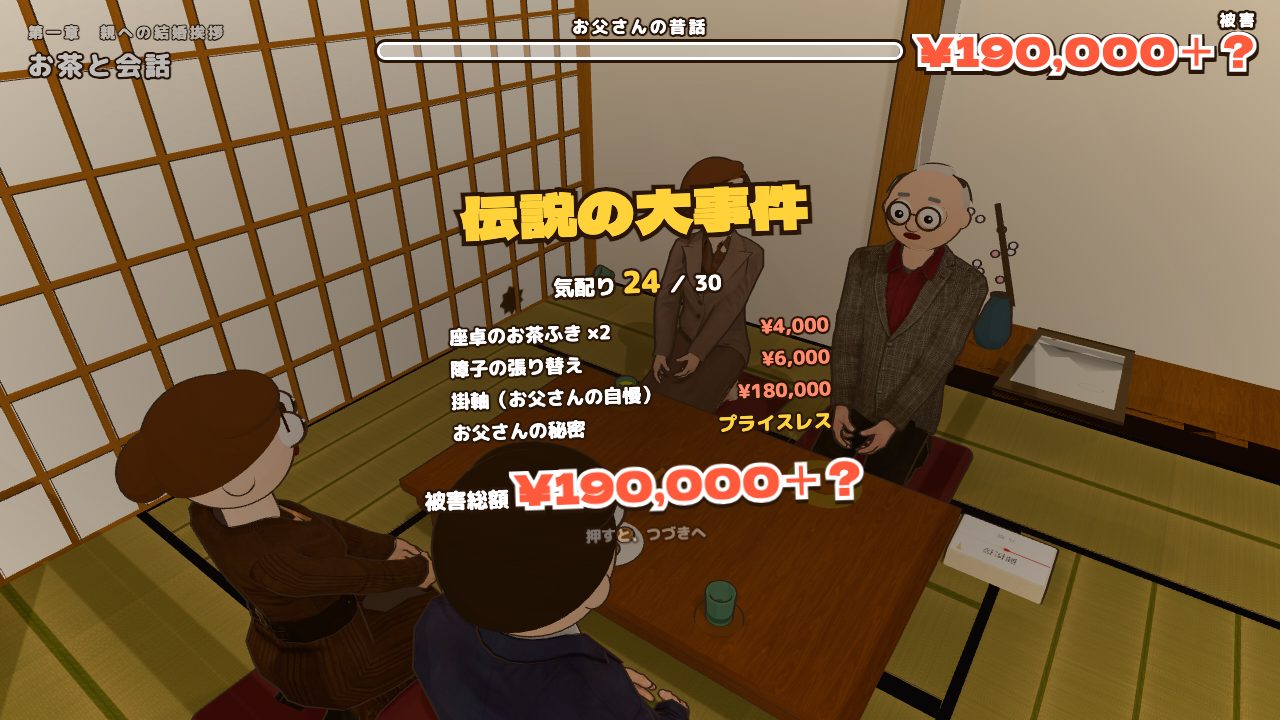 第一章　親への結婚挨拶
お茶と会話
お父さんの昔話
被害
¥190,000+?
伝説の大事件
気配り 24 / 30
座卓のお茶ふき ×2 ¥4,000
障子の張り替え ¥6,000
掛軸（お父さんの自慢） ¥180,000
お父さんの秘密 プライスレス
被害総額 ¥190,000+?
押すと、つづきへ